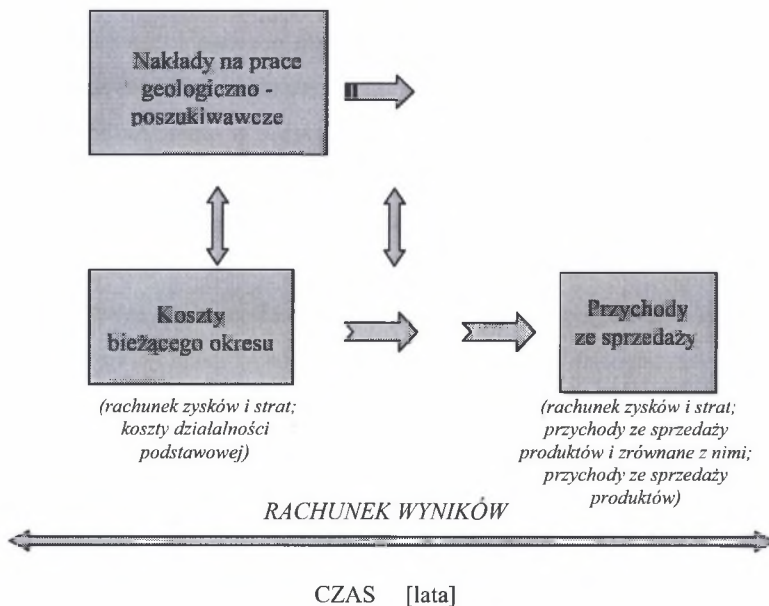 Nakłady na prace
geologiczno -
poszukiwawcze
Koszty
bieżącego okresu
(rachunek zysków i strat;
koszty działalności
podstawowej)
Przychody
ze sprzedaży
(rachunek zysków i strat;
przychody ze sprzedaży
produktów i zrównane z nimi;
przychody ze sprzedaży
produktów)
RACHUNEK WYNIKÓW
CZAS [lata]